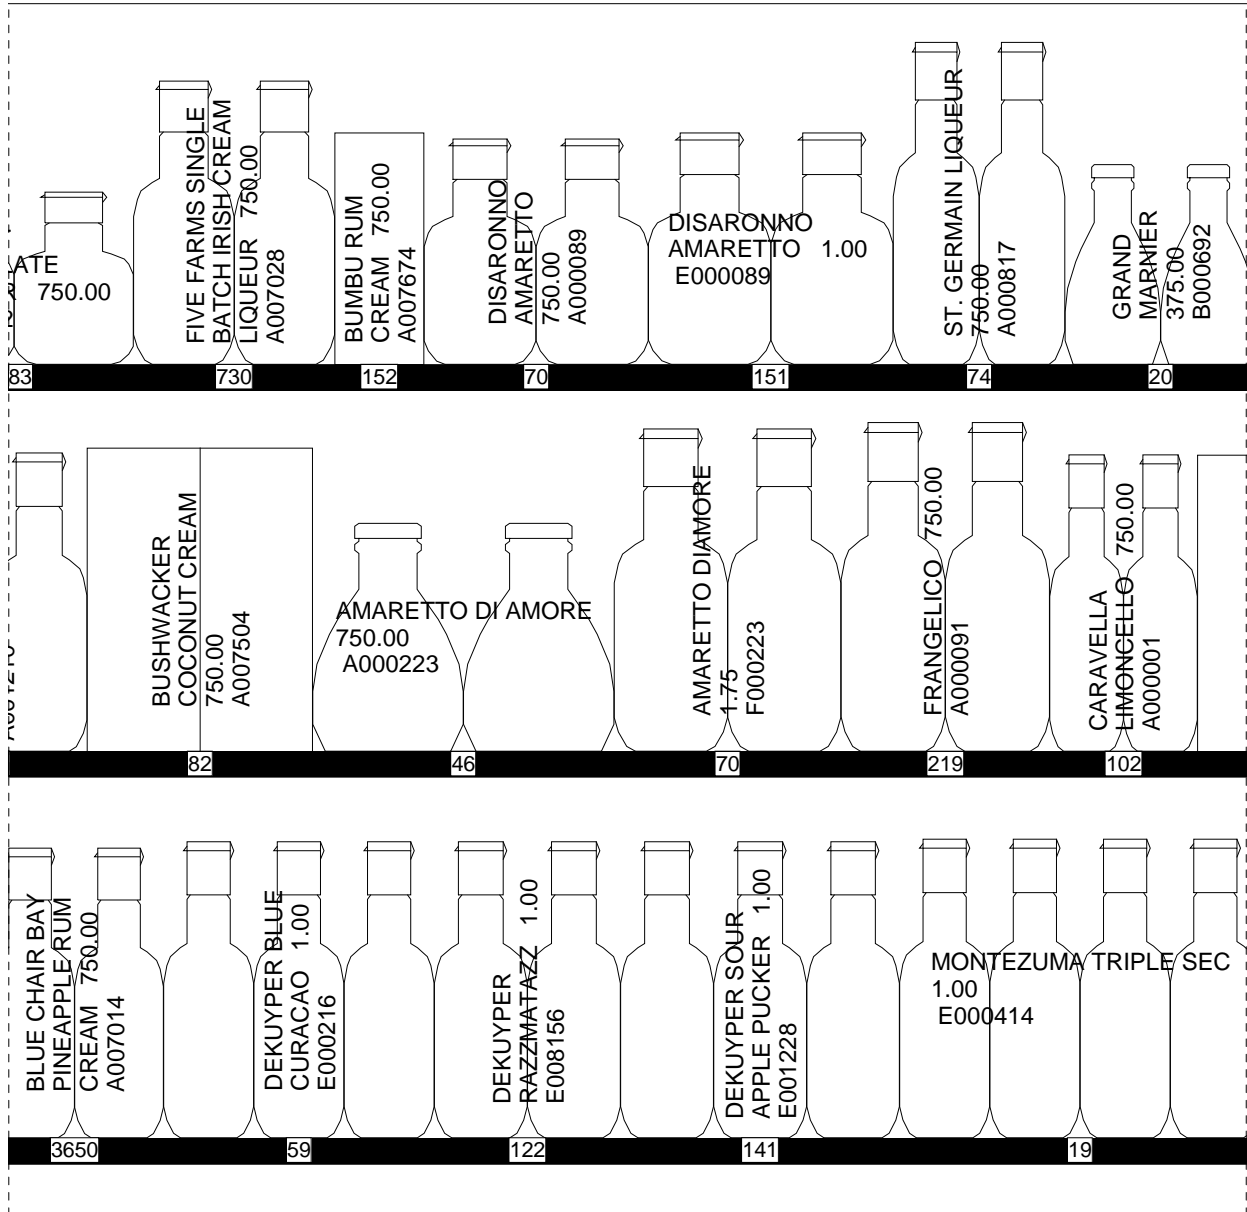 LATE
750.00
FIVE FARMS SINGLE
BATCH IRISH CREAM
LIQUEUR 750.00
A007028
BUMBU RUM
CREAM 750.00
A007674
DISARONNO
AMARETTO
750.00
A000089
DISARONNO
AMARETTO 1.00
E000089
ST. GERMAIN LIQUEUR
750.00
A000817
GRAND
MARNIER
375.00
B000692
83
730
152
70
151
74
20
BUSHWACKER
COCONUT CREAM
750.00
A007504
AMARETTO DI AMORE
750.00
A000223
AMARETTO DIAMORE
1.75
F000223
FRANGELICO 750.00
A000091
CARAVELLA
LIMONCELLO 750.00
A000001
82
46
70
219
102
BLUE CHAIR BAY
PINEAPPLE RUM
CREAM 750.00
A007014
DEKUYPER BLUE
CURACAO 1.00
E000216
DEKUYPER
RAZZMATAZZ 1.00
E008156
DEKUYPER SOUR
APPLE PUCKER 1.00
E001228
MONTEZUMA TRIPLE SEC
1.00
E000414
3650
59
122
141
19